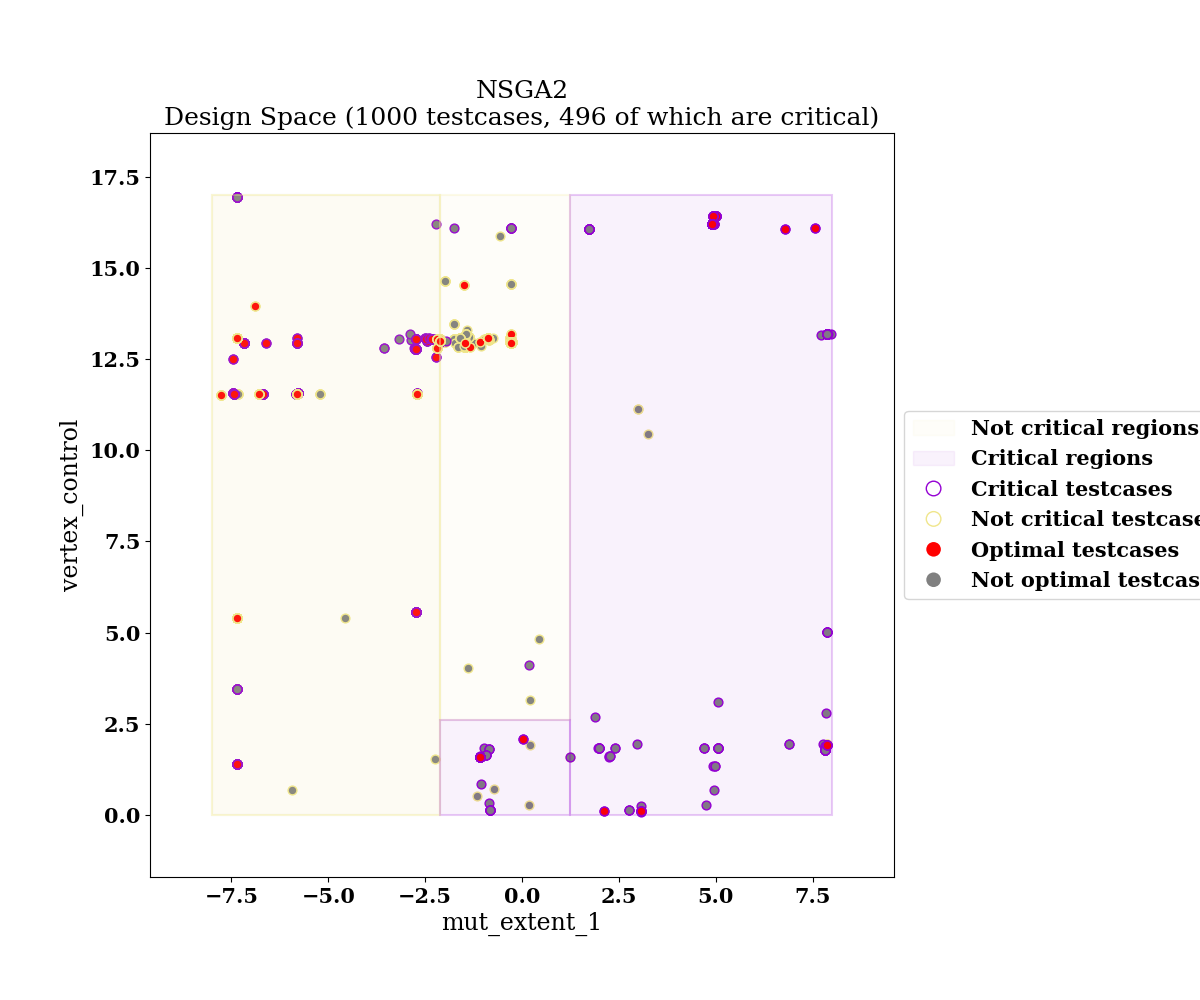 NSGA2
Design Space (1000 testcases, 496 of which are critical)
17.5
15.0
12.5
10.0
7.5
5.0
2.5
0.0
vertex_control
−7.5
−5.0
−2.5
0.0
2.5
5.0
7.5
mut_extent_1
Not critical regions
Critical regions
Critical testcases
Not critical testcase
Optimal testcases
Not optimal testcas